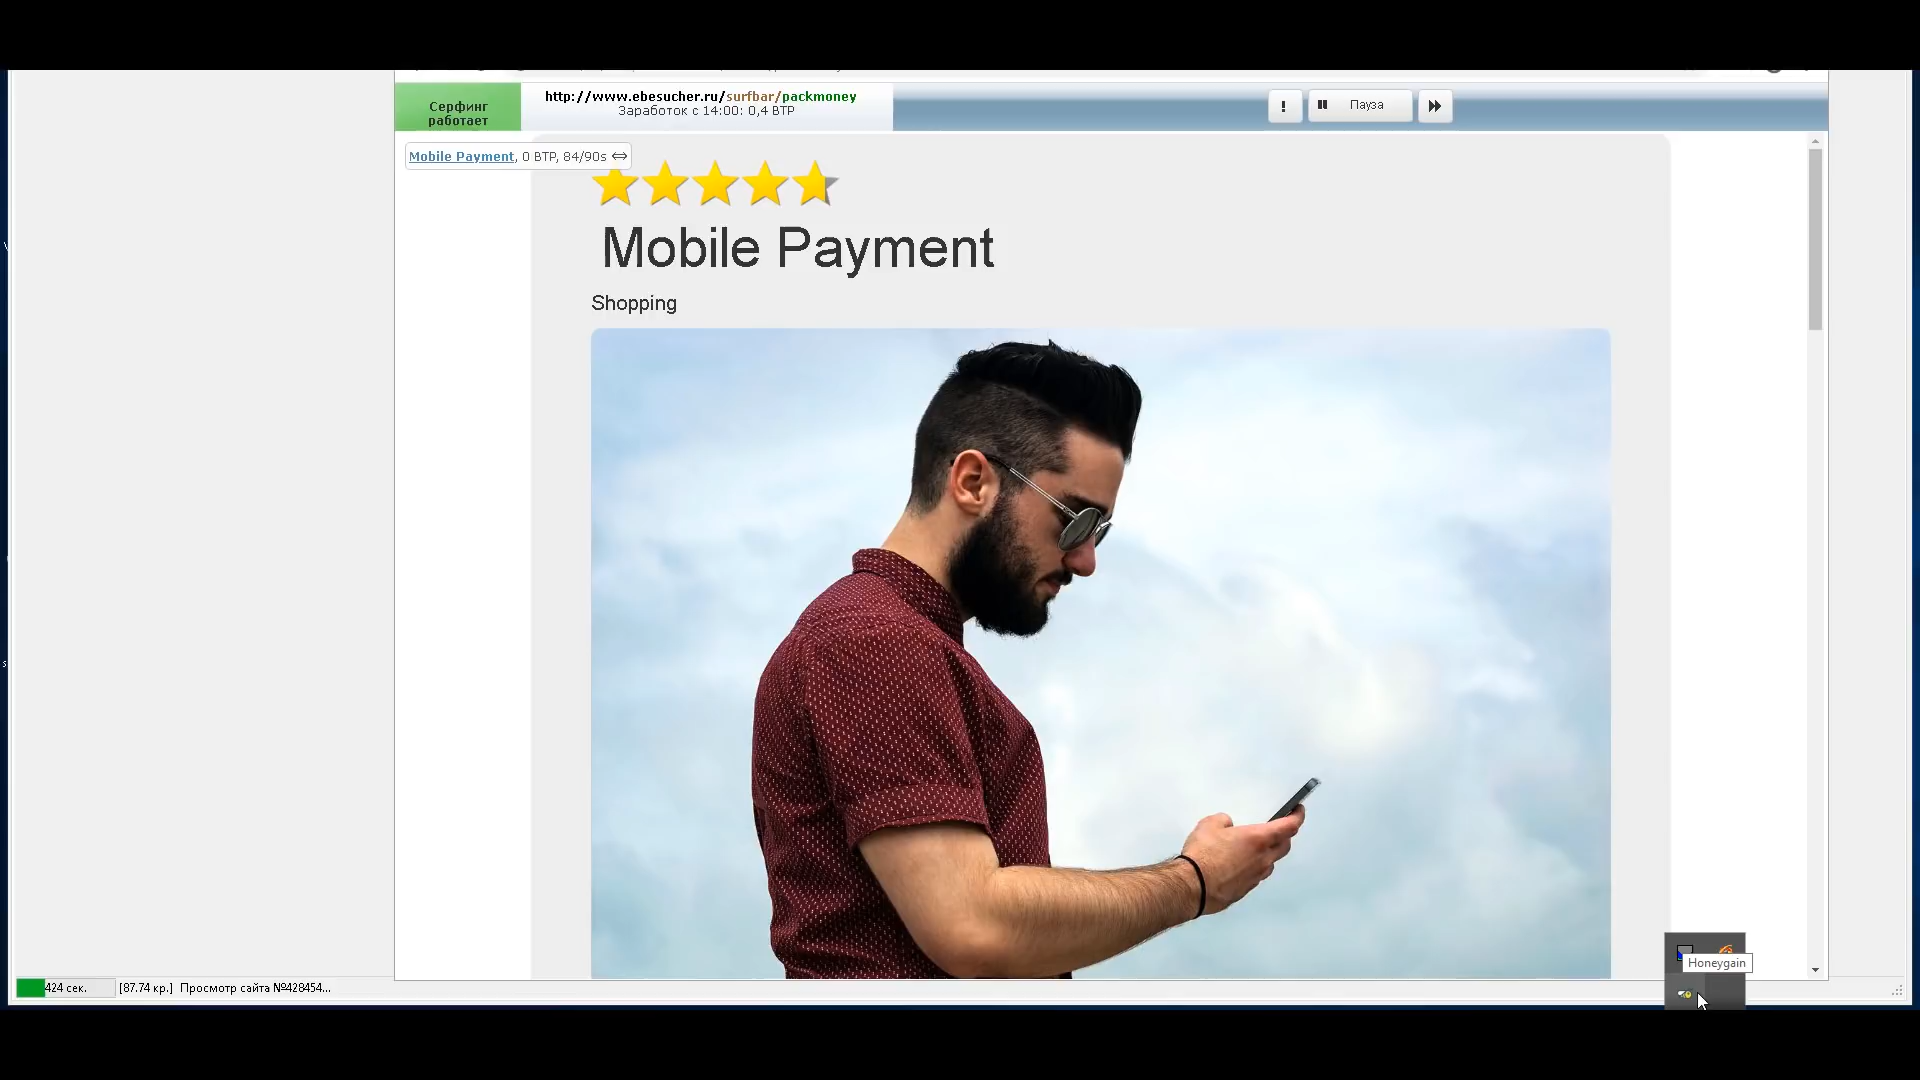 Серфинг
работает
http://www.ebesucher.ru/surfbar/packmoney
Заработок с 14:00: 0,4 BTP
!
Пауза
Mobile Payment, 0 BTP, 84/90s
Mobile Payment
Shopping
Honeygain
424 сек.
[87.74 кр.] Просмотр сайта №428454...